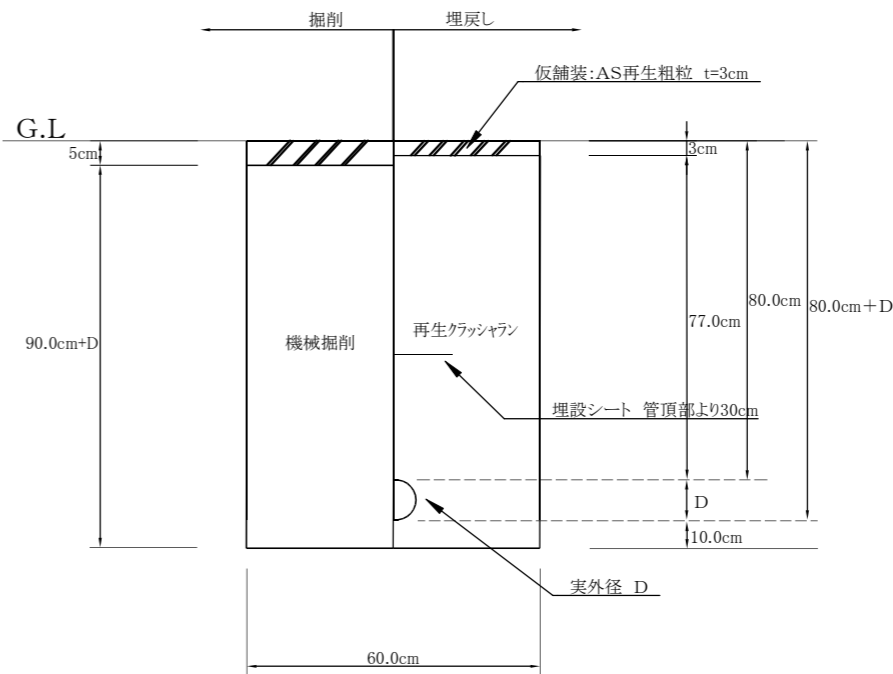 掘削
埋戻し
仮舗装:AS再生粗粒 t=3cm
G.L
5cm
3cm
90.0cm+D
機械掘削
再生クラッシャラン
77.0cm
80.0cm
80.0cm+D
埋設シート 管頂部より30cm
D
10.0cm
実外径 D
60.0cm